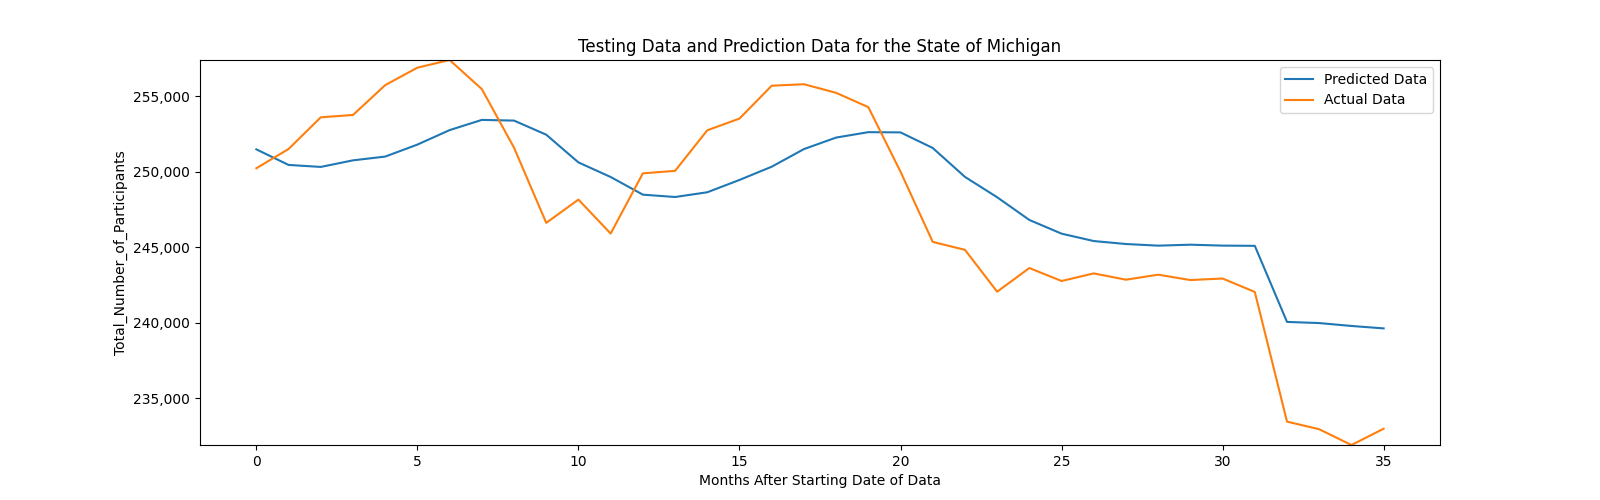 Testing Data and Prediction Data for the State of Michigan
Predicted Data
Actual Data
255,000
250,000
245,000
240,000
235,000
Total_Number_of_Participants
0 5 10 15 20 25 30 35
Months After Starting Date of Data